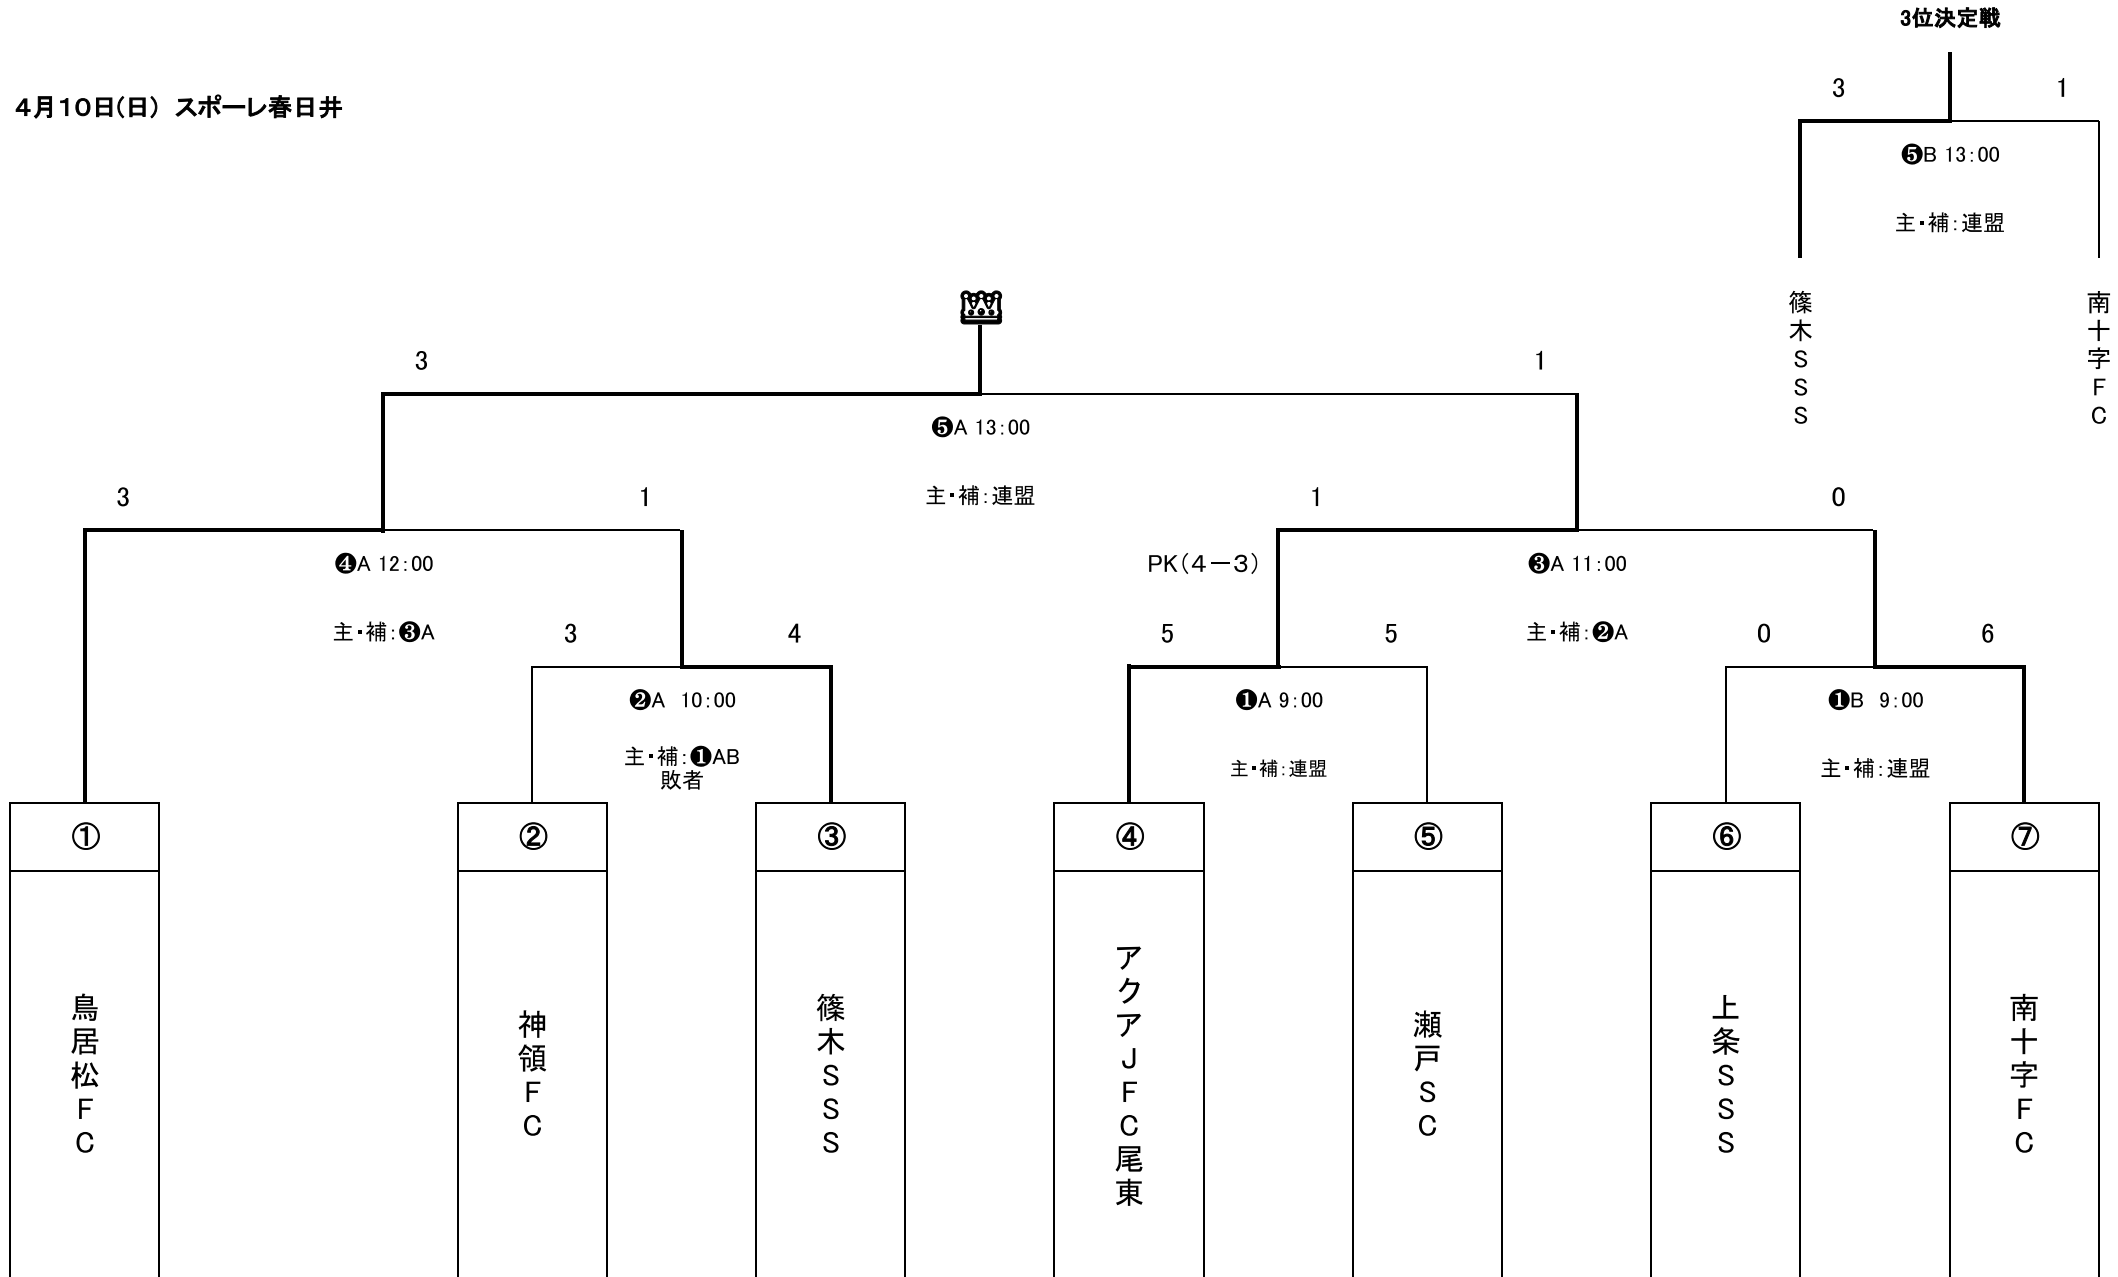 3位決定戦
3 1
４月１０日（日） スポーレ春日井
❺B 13：00
主・補：連盟
篠木ＳＳＳ
南十字ＦＣ
3 1
❺A 13：00
主・補：連盟
3 1 1 0
❹A 12：00
PK（４－３）
❸A 11：00
主・補：❸A
主・補：❷A
3 4 5 5 0 6
❷A 10：00
❶A 9：00
❶B 9：00
主・補：❶AB
敗者
主・補：連盟
主・補：連盟
① ② ③ ④ ⑤ ⑥ ⑦
鳥居松ＦＣ
神領ＦＣ
篠木ＳＳＳ
アクアＪＦＣ尾東
瀬戸ＳＣ
上条ＳＳＳ
南十字ＦＣ